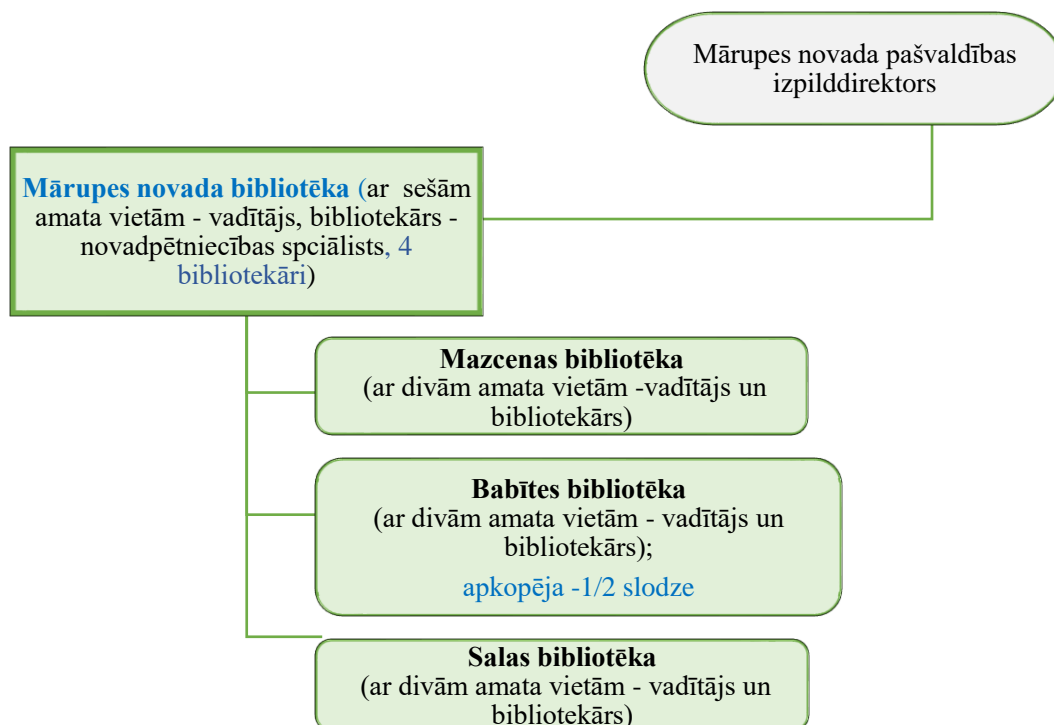 Mārupes novada pašvaldības
izpilddirektors
Mārupes novada bibliotēka (ar sešām
amata vietām - vadītājs, bibliotekārs -
novadpētniecības spciālists, 4
bibliotekāri)
Mazcenas bibliotēka
(ar divām amata vietām -vadītājs un
bibliotekārs)
Babītes bibliotēka
(ar divām amata vietām - vadītājs un
bibliotekārs);
apkopēja -1/2 slodze
Salas bibliotēka
(ar divām amata vietām - vadītājs un
bibliotekārs)